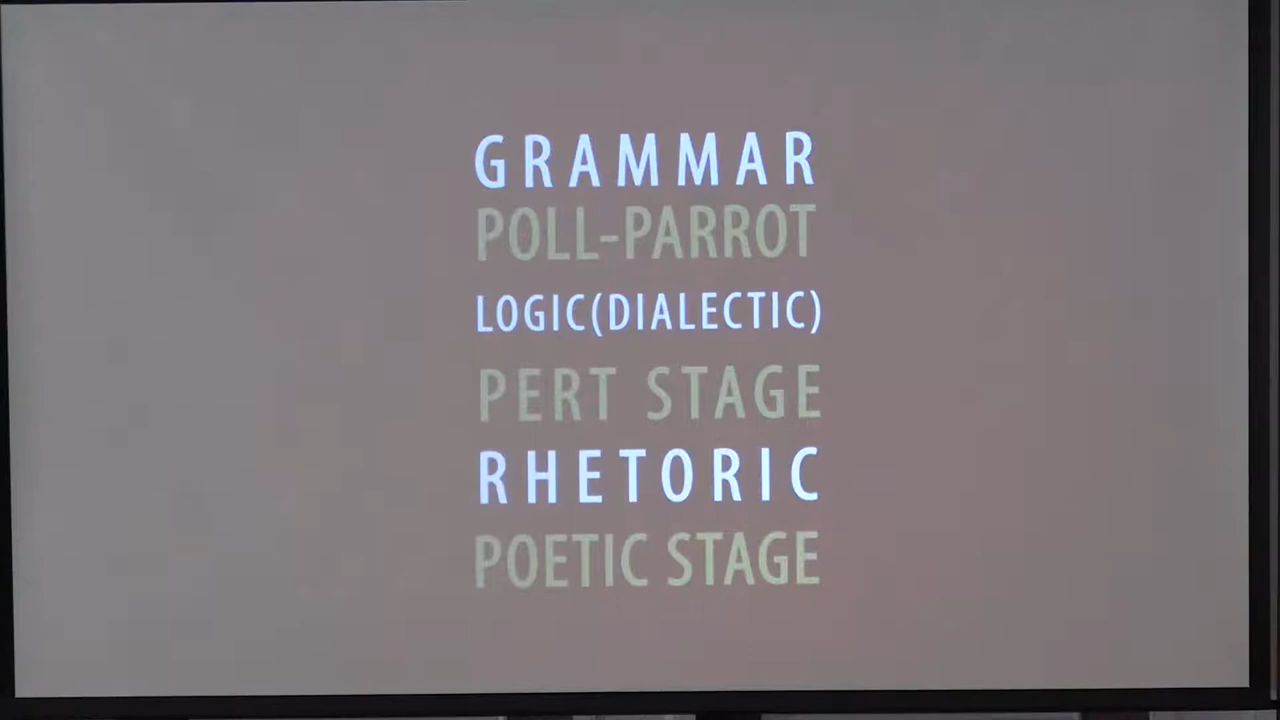 GRAMMAR
POLL-PARROT
LOGIC(DIALECTIC)
PERT STAGE
RHETORIC
POETIC STAGE